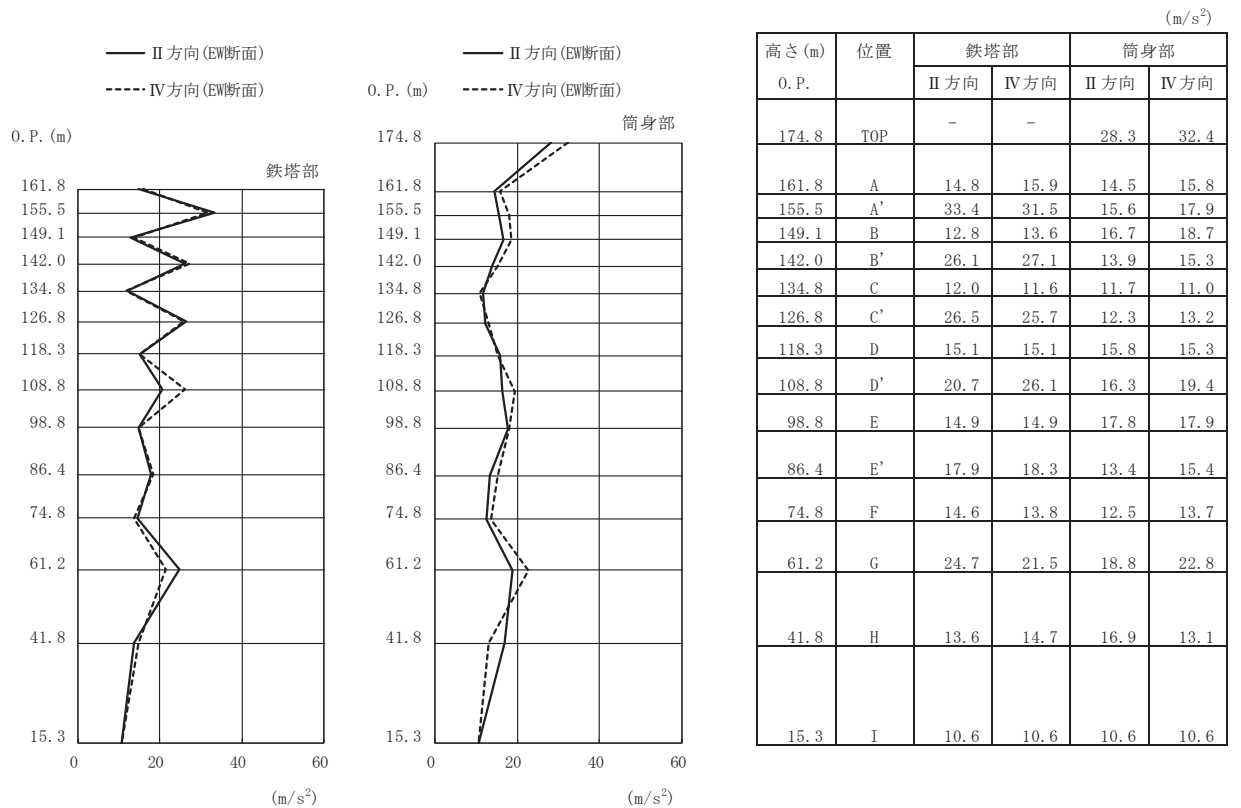 Ⅱ方向(EW断面)
Ⅳ方向(EW断面)
O.P.(m)
鉄塔部
161.8
155.5
149.1
142.0
134.8
126.8
118.3
108.8
98.8
86.4
74.8
61.2
41.8
15.3
0 20 40 60
(m/s²)
Ⅱ方向(EW断面)
Ⅳ方向(EW断面)
O.P.(m)
筒身部
174.8
161.8
155.5
149.1
142.0
134.8
126.8
118.3
108.8
98.8
86.4
74.8
61.2
41.8
15.3
0 20 40 60
(m/s²)
(m/s²)
高さ(m) 位置 鉄塔部 筒身部
O.P. Ⅱ方向 Ⅳ方向 Ⅱ方向 Ⅳ方向
174.8 TOP － － 28.3 32.4
161.8 A 14.8 15.9 14.5 15.8
155.5 A' 33.4 31.5 15.6 17.9
149.1 B 12.8 13.6 16.7 18.7
142.0 B' 26.1 27.1 13.9 15.3
134.8 C 12.0 11.6 11.7 11.0
126.8 C' 26.5 25.7 12.3 13.2
118.3 D 15.1 15.1 15.8 15.3
108.8 D' 20.7 26.1 16.3 19.4
98.8 E 14.9 14.9 17.8 17.9
86.4 E' 17.9 18.3 13.4 15.4
74.8 F 14.6 13.8 12.5 13.7
61.2 G 24.7 21.5 18.8 22.8
41.8 H 13.6 14.7 16.9 13.1
15.3 I 10.6 10.6 10.6 10.6